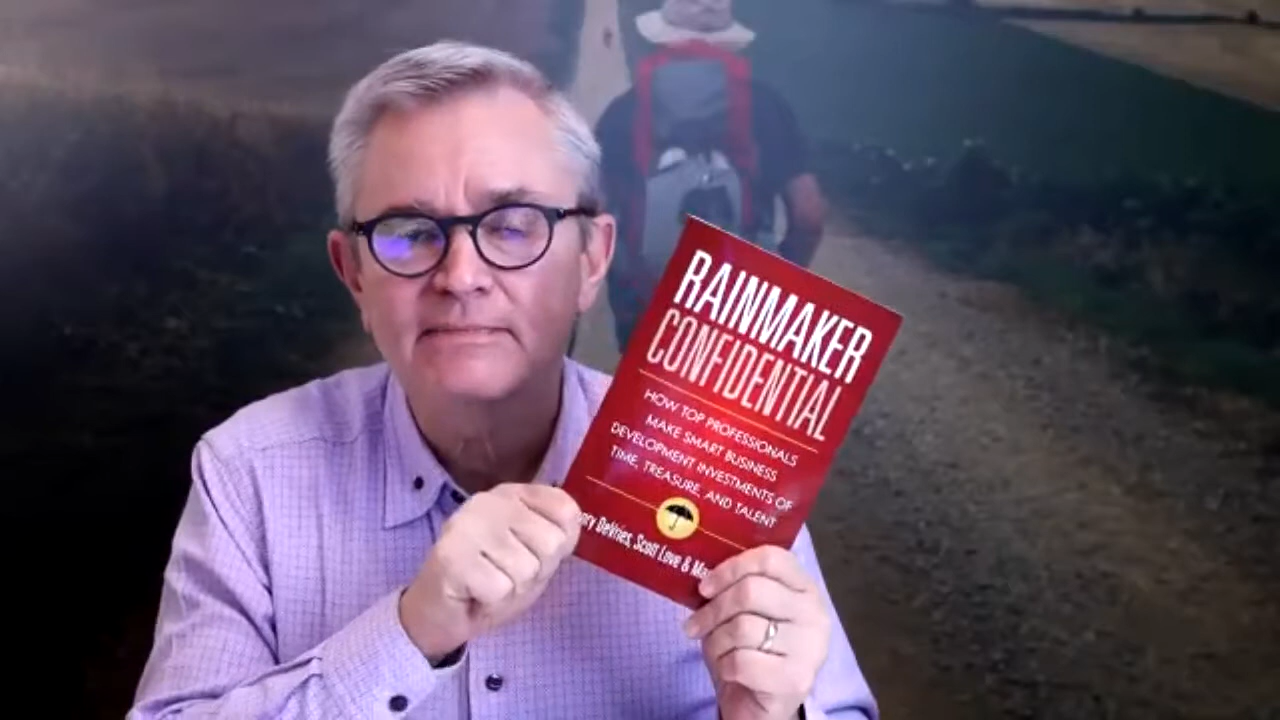 RAINMAKER
CONFIDENTIAL
HOW TOP PROFESSIONALS
MAKE SMART BUSINESS
DEVELOPMENT INVESTMENTS OF
TIME, TREASURE, AND TALENT
DeVries, Scott Love &